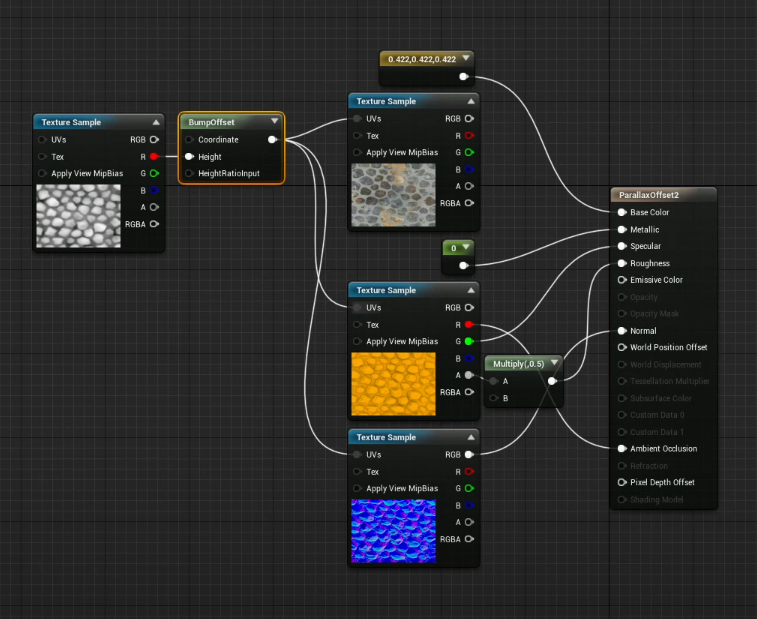 0.422,0.422,0.422
Texture Sample
UVs RGB
Tex R
Apply View MipBias G
B
A
RGBA
BumpOffset
Coordinate
Height
HeightRatioInput
Texture Sample
UVs RGB
Tex R
Apply View MipBias G
B
A
RGBA
0
Texture Sample
UVs RGB
Tex R
Apply View MipBias G
B
A
RGBA
Multiply(,0.5)
A
B
Texture Sample
UVs RGB
Tex R
Apply View MipBias G
B
A
RGBA
ParallaxOffset2
Base Color
Metallic
Specular
Roughness
Emissive Color
Opacity
Opacity Mask
Normal
World Position Offset
World Displacement
Tessellation Multiplier
Subsurface Color
Custom Data 0
Custom Data 1
Ambient Occlusion
Refraction
Pixel Depth Offset
Shading Model